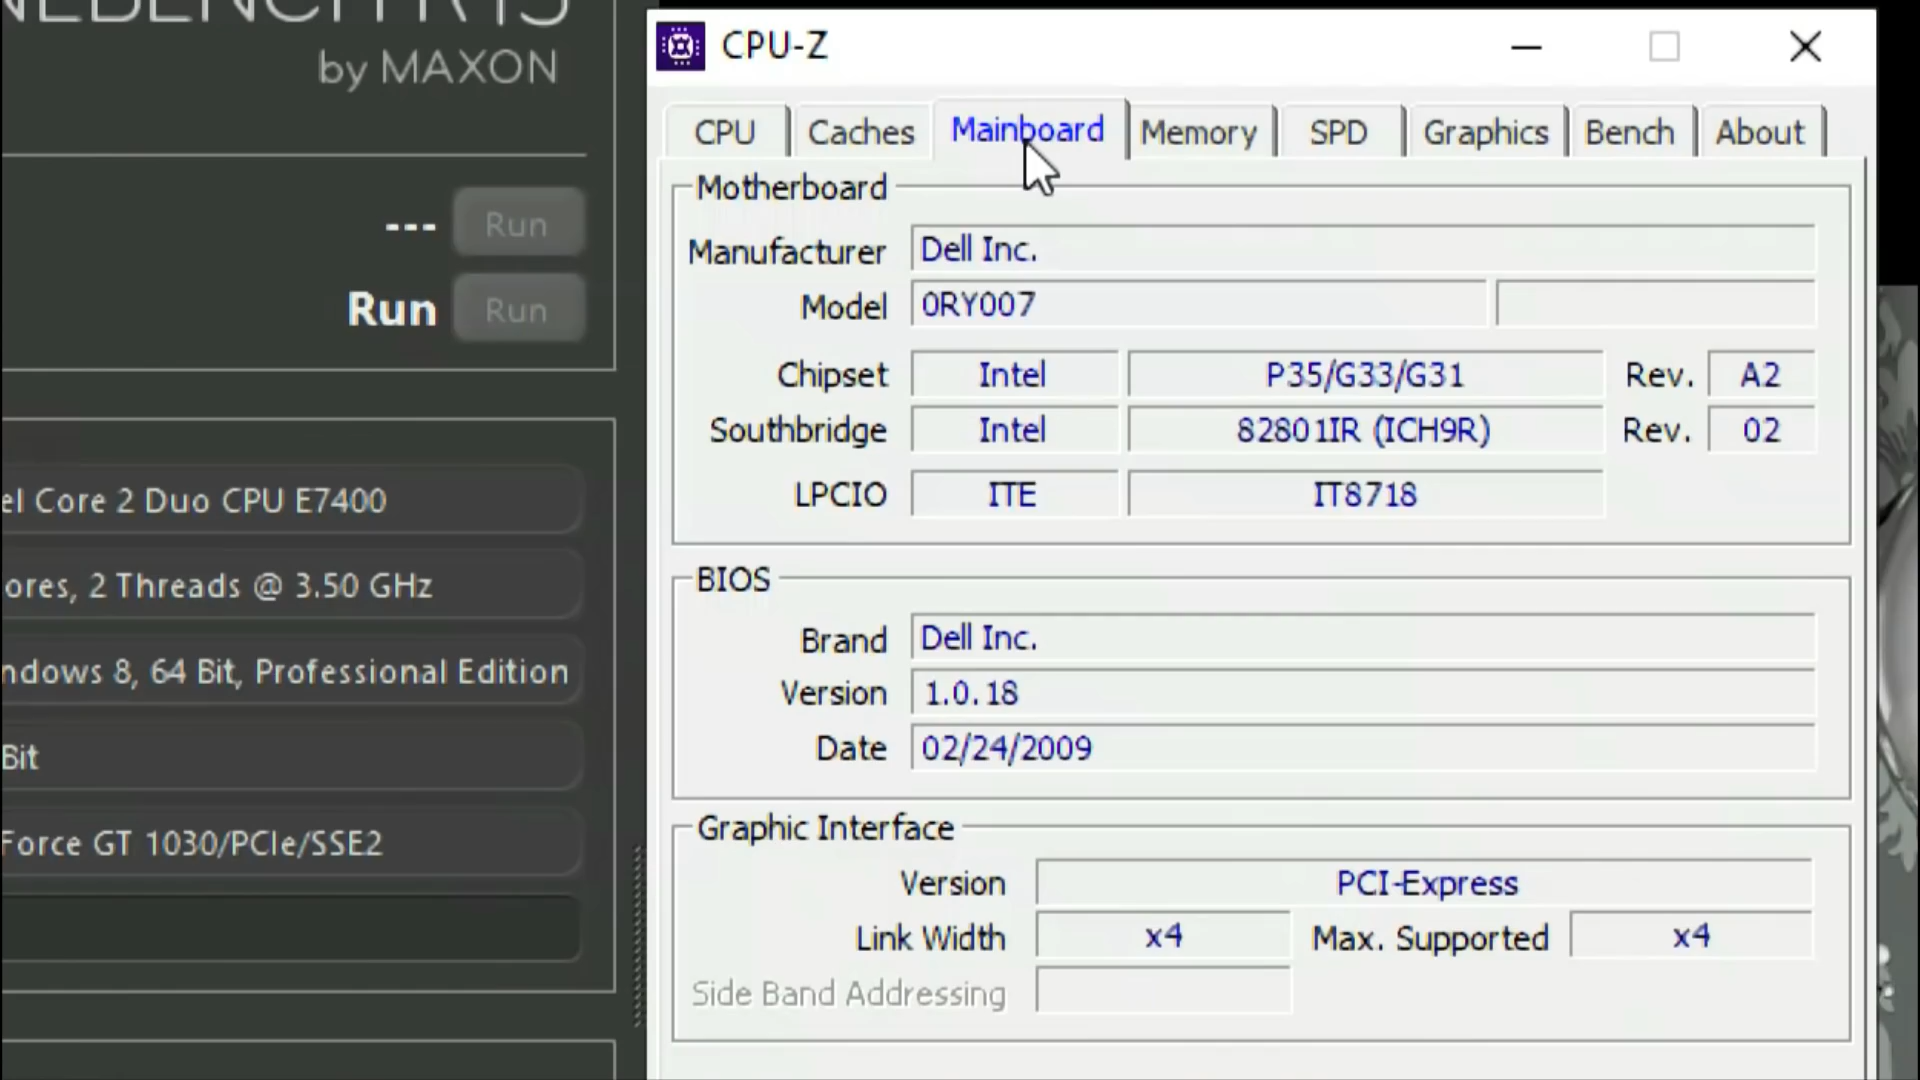 NEBENCH R15
by MAXON
--- Run
Run Run
el Core 2 Duo CPU E7400
ores, 2 Threads @ 3.50 GHz
ndows 8, 64 Bit, Professional Edition
Bit
Force GT 1030/PCIe/SSE2
CPU-Z
CPU Caches Mainboard Memory SPD Graphics Bench About
Motherboard
Manufacturer Dell Inc.
Model 0RY007
Chipset Intel P35/G33/G31 Rev. A2
Southbridge Intel 82801IR (ICH9R) Rev. 02
LPCIO ITE IT8718
BIOS
Brand Dell Inc.
Version 1.0.18
Date 02/24/2009
Graphic Interface
Version PCI-Express
Link Width x4 Max. Supported x4
Side Band Addressing